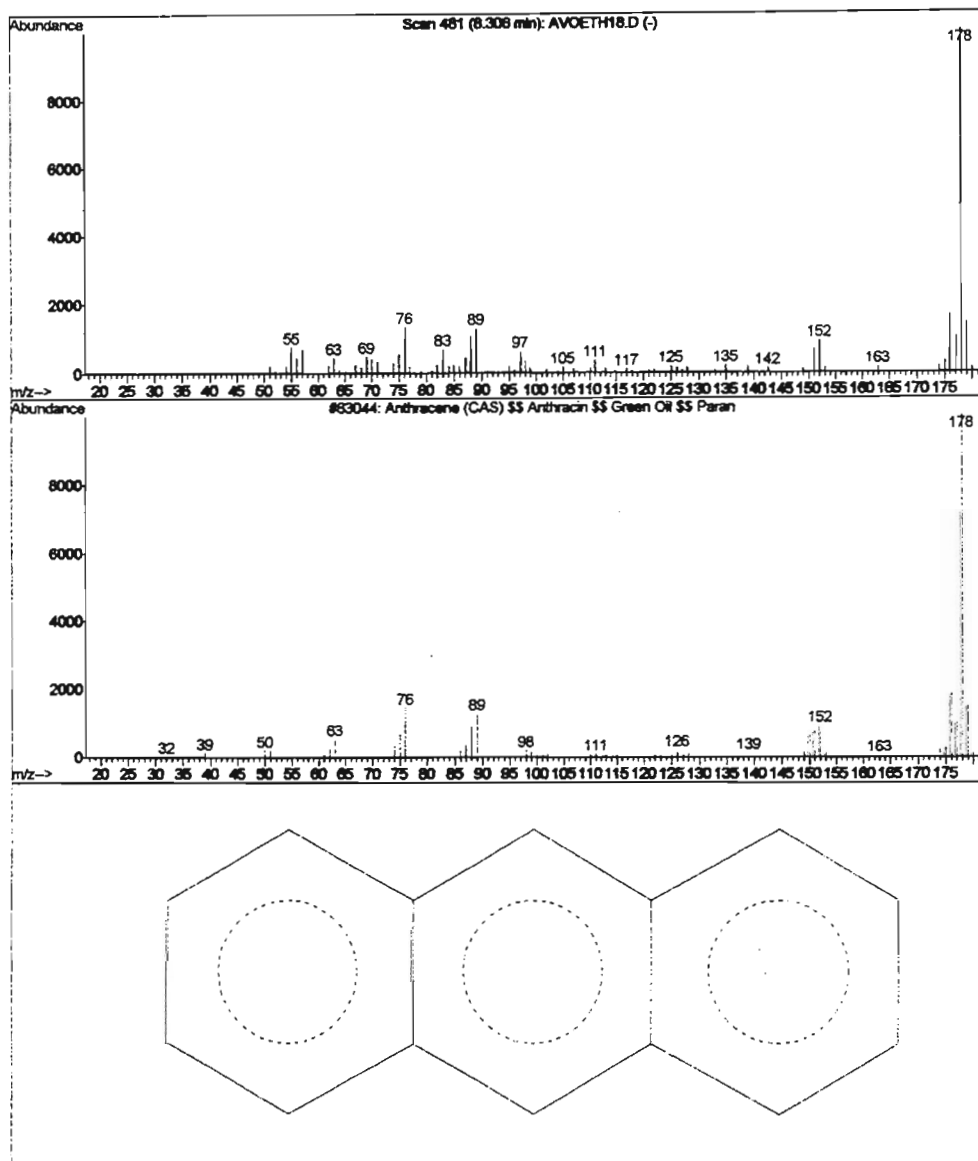 Abundance
Scan 481 (8.308 min): AVOETH18.D (-)
178
8000
6000
4000
2000
55 63 69 76 83 89 97 105 111 117 125 135 142 152 163
0
m/z--> 20 25 30 35 40 45 50 55 60 65 70 75 80 85 90 95 100 105 110 115 120 125 130 135 140 145 150 155 160 165 170 175
Abundance
#63044: Anthracene (CAS) $$ Anthracin $$ Green Oil $$ Paran
178
8000
6000
4000
2000
32 39 50 63 76 89 98 111 126 139 152 163
0
m/z--> 20 25 30 35 40 45 50 55 60 65 70 75 80 85 90 95 100 105 110 115 120 125 130 135 140 145 150 155 160 165 170 175